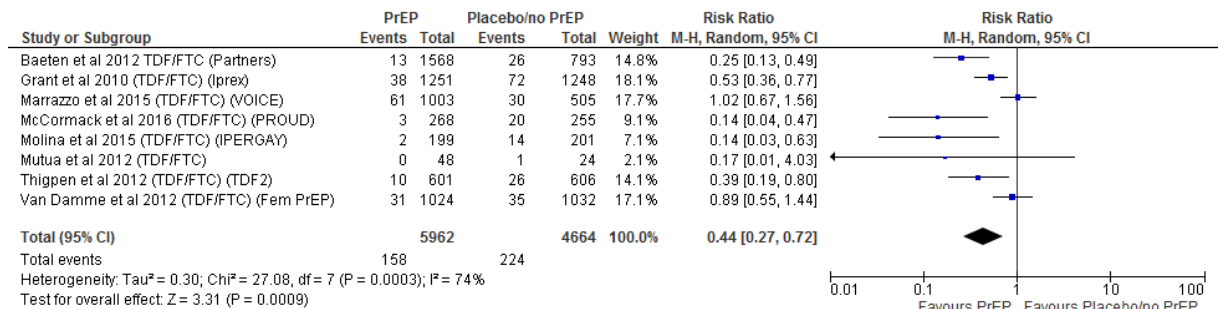 PrEP Placebo/no PrEP Risk Ratio Risk Ratio
Study or Subgroup Events Total Events Total Weight M-H, Random, 95% CI M-H, Random, 95% CI
Baeten et al 2012 TDF/FTC (Partners) 13 1568 26 793 14.8% 0.25 [0.13, 0.49]
Grant et al 2010 (TDF/FTC) (Iprex) 38 1251 72 1248 18.1% 0.53 [0.36, 0.77]
Marrazzo et al 2015 (TDF/FTC) (VOICE) 61 1003 30 505 17.7% 1.02 [0.67, 1.56]
McCormack et al 2016 (TDF/FTC) (PROUD) 3 268 20 255 9.1% 0.14 [0.04, 0.47]
Molina et al 2015 (TDF/FTC) (IPERGAY) 2 199 14 201 7.1% 0.14 [0.03, 0.63]
Mutua et al 2012 (TDF/FTC) 0 48 1 24 2.1% 0.17 [0.01, 4.03]
Thigpen et al 2012 (TDF/FTC) (TDF2) 10 601 26 606 14.1% 0.39 [0.19, 0.80]
Van Damme et al 2012 (TDF/FTC) (Fem PrEP) 31 1024 35 1032 17.1% 0.89 [0.55, 1.44]
Total (95% CI) 5962 4664 100.0% 0.44 [0.27, 0.72]
Total events 158 224
Heterogeneity: Tau² = 0.30; Chi² = 27.08, df = 7 (P = 0.0003); I² = 74%
Test for overall effect: Z = 3.31 (P = 0.0009)
0.01 0.1 1 10 100
Favours PrEP Favours Placebo/no PrEP